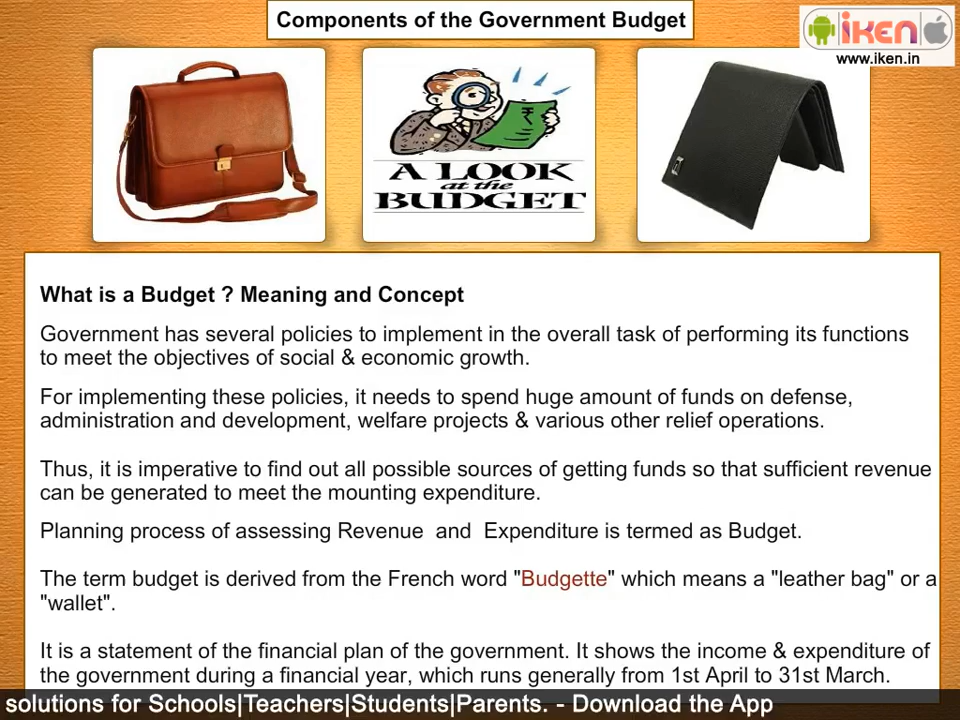 Components of the Government Budget
iKEN
www.iken.in
₹
A LOOK
at the
BUDGET
What is a Budget ? Meaning and Concept
Government has several policies to implement in the overall task of performing its functions
to meet the objectives of social & economic growth.
For implementing these policies, it needs to spend huge amount of funds on defense,
administration and development, welfare projects & various other relief operations.
Thus, it is imperative to find out all possible sources of getting funds so that sufficient revenue
can be generated to meet the mounting expenditure.
Planning process of assessing Revenue and Expenditure is termed as Budget.
The term budget is derived from the French word "Budgette" which means a "leather bag" or a
"wallet".
It is a statement of the financial plan of the government. It shows the income & expenditure of
the government during a financial year, which runs generally from 1st April to 31st March.
solutions for Schools|Teachers|Students|Parents. - Download the App